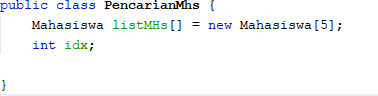 public class PencarianMhs {
Mahasiswa listMHs[] = new Mahasiswa[5];
int idx;
}